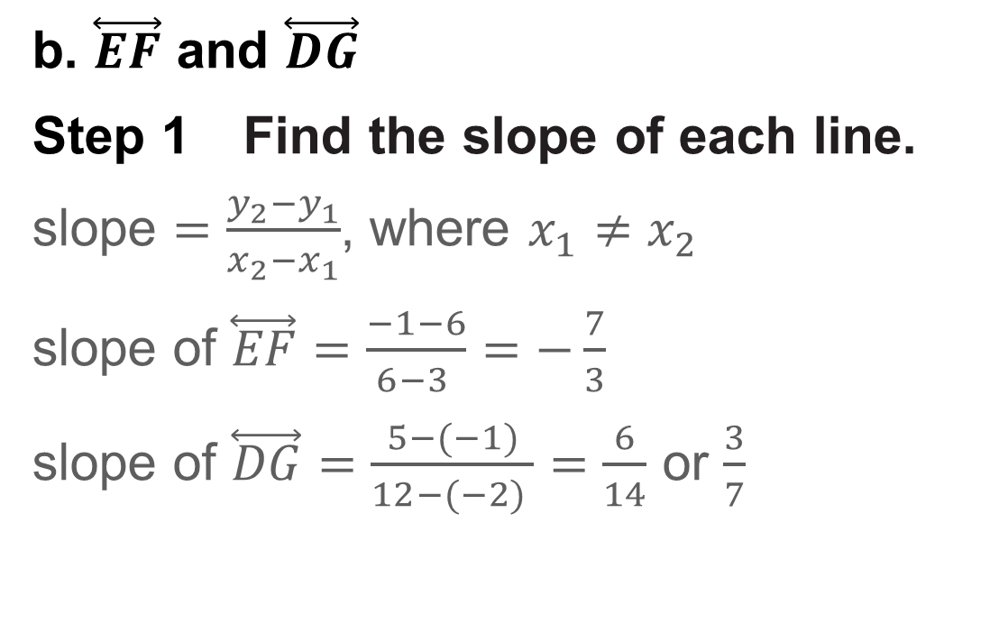 b. \overleftrightarrow{EF} and \overleftrightarrow{DG}
Step 1 Find the slope of each line.
slope = \frac{y_2-y_1}{x_2-x_1}, where x_1 ≠ x_2
slope of \overleftrightarrow{EF} = \frac{-1-6}{6-3} = -\frac{7}{3}
slope of \overleftrightarrow{DG} = \frac{5-(-1)}{12-(-2)} = \frac{6}{14} or \frac{3}{7}